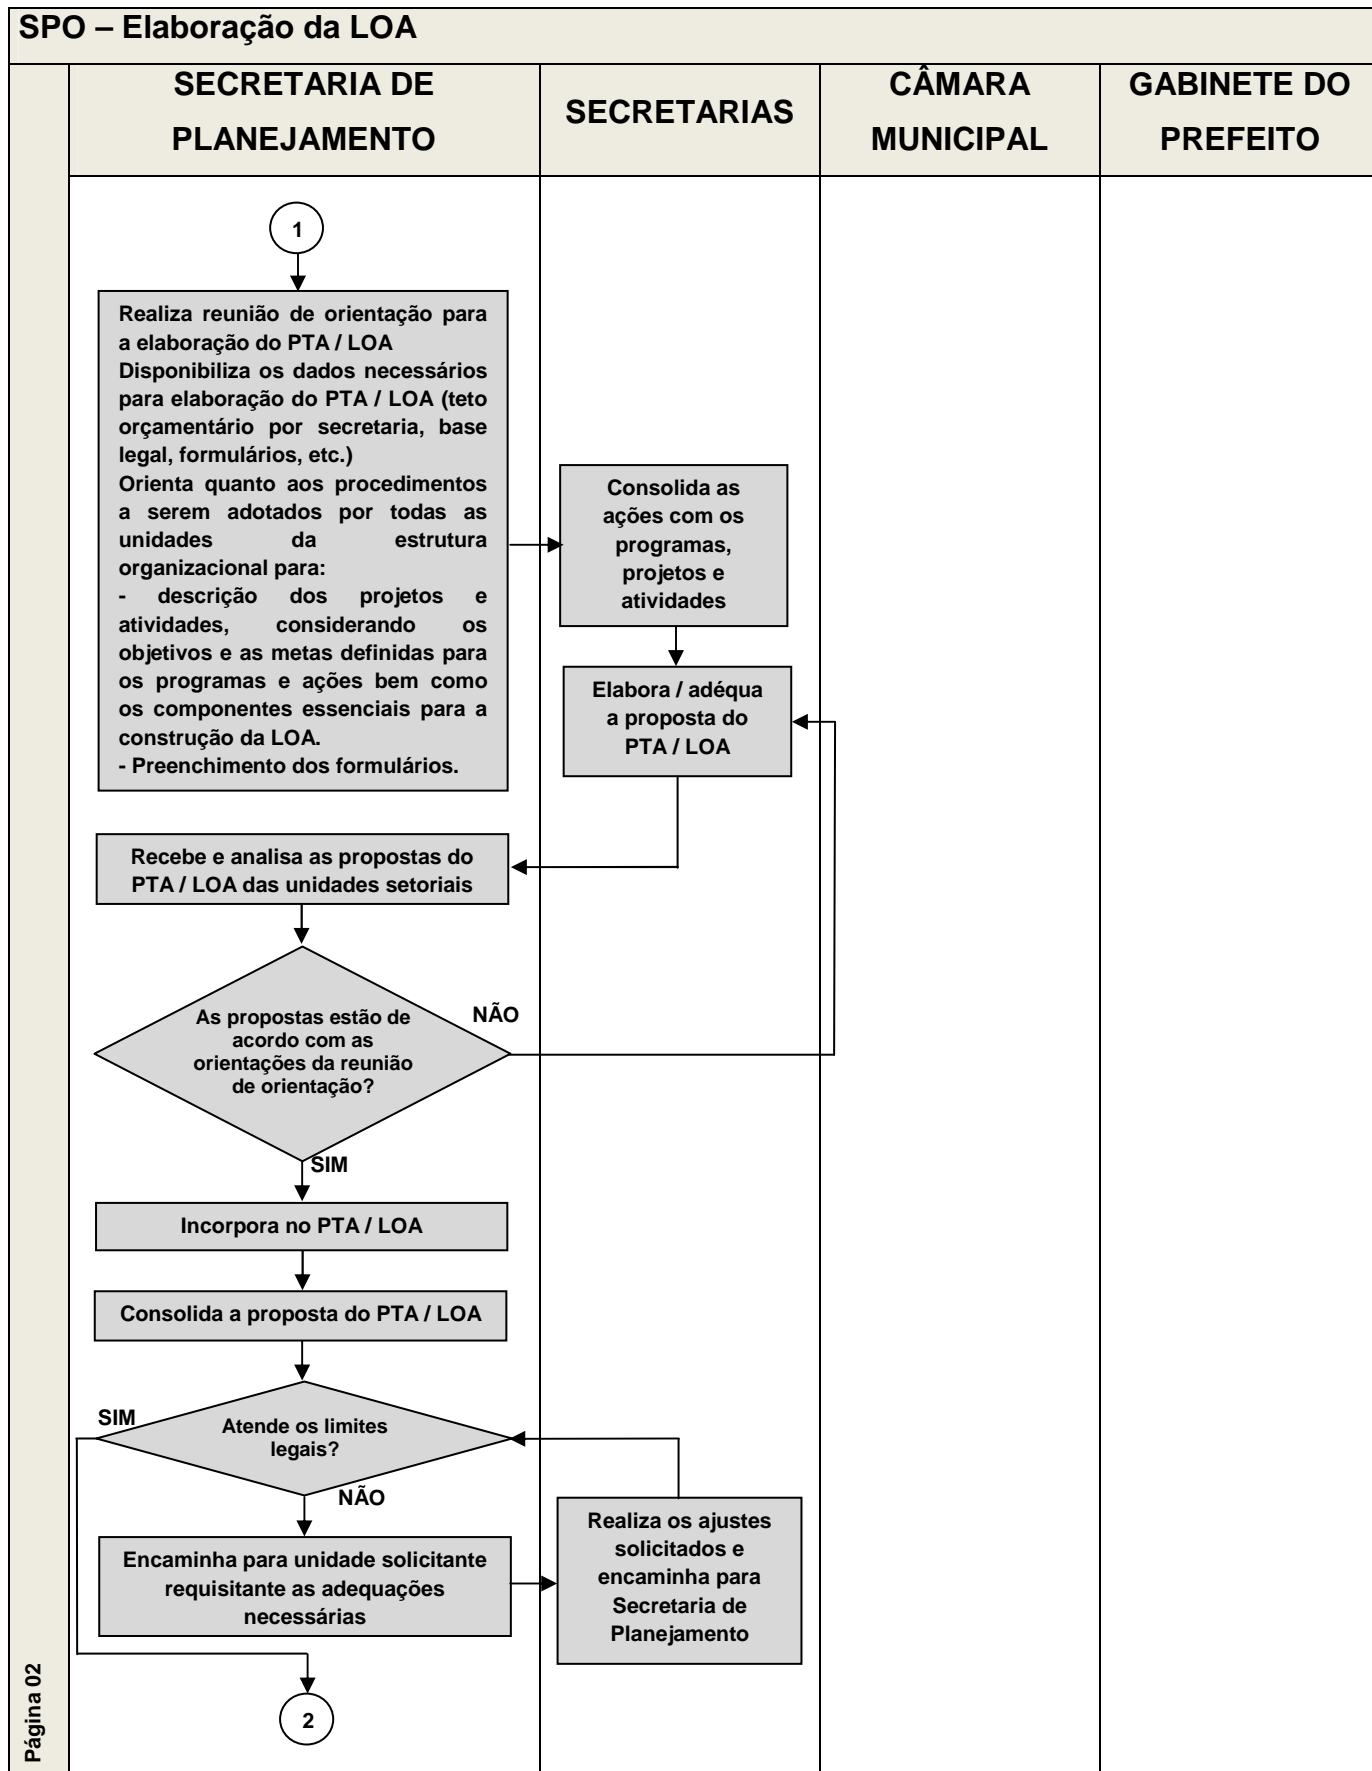 SPO – Elaboração da LOA
SECRETARIA DE
PLANEJAMENTO
SECRETARIAS
CÂMARA
MUNICIPAL
GABINETE DO
PREFEITO
1
Realiza reunião de orientação para
a elaboração do PTA / LOA
Disponibiliza os dados necessários
para elaboração do PTA / LOA (teto
orçamentário por secretaria, base
legal, formulários, etc.)
Orienta quanto aos procedimentos
a serem adotados por todas as
unidades da estrutura
organizacional para:
- descrição dos projetos e
atividades, considerando os
objetivos e as metas definidas para
os programas e ações bem como
os componentes essenciais para a
construção da LOA.
- Preenchimento dos formulários.
Consolida as
ações com os
programas,
projetos e
atividades
Elabora / adéqua
a proposta do
PTA / LOA
Recebe e analisa as propostas do
PTA / LOA das unidades setoriais
As propostas estão de
acordo com as
orientações da reunião
de orientação?
NÃO
SIM
Incorpora no PTA / LOA
Consolida a proposta do PTA / LOA
SIM
Atende os limites
legais?
NÃO
Encaminha para unidade solicitante
requisitante as adequações
necessárias
Realiza os ajustes
solicitados e
encaminha para
Secretaria de
Planejamento
2
Página 02